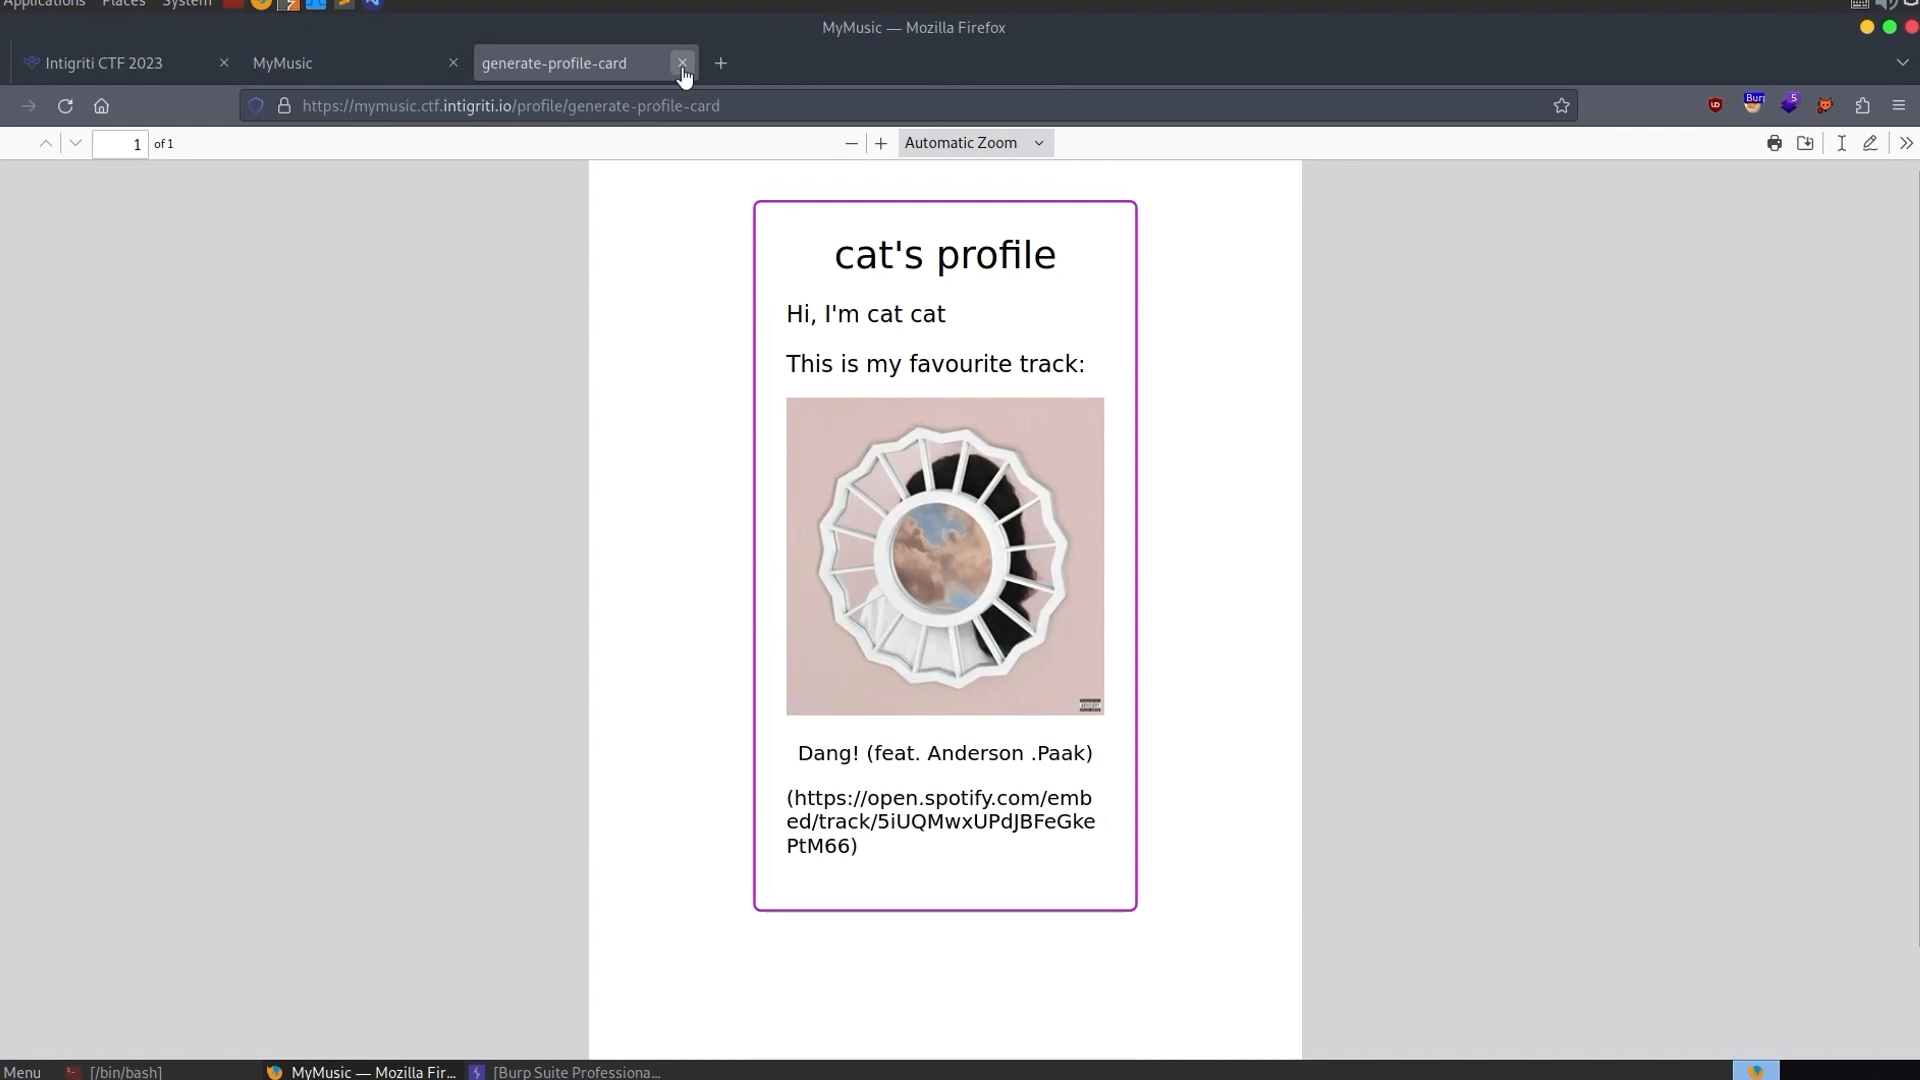 Applications Places System
MyMusic — Mozilla Firefox
Intigriti CTF 2023
MyMusic
generate-profile-card
https://mymusic.ctf.intigriti.io/profile/generate-profile-card
Burp
5
1 of 1
Automatic Zoom
cat's profile
Hi, I'm cat cat
This is my favourite track:
Dang! (feat. Anderson .Paak)
(https://open.spotify.com/emb
ed/track/5iUQMwxUPdJBFeGke
PtM66)
Menu
[/bin/bash]
MyMusic — Mozilla Fir...
[Burp Suite Professiona...